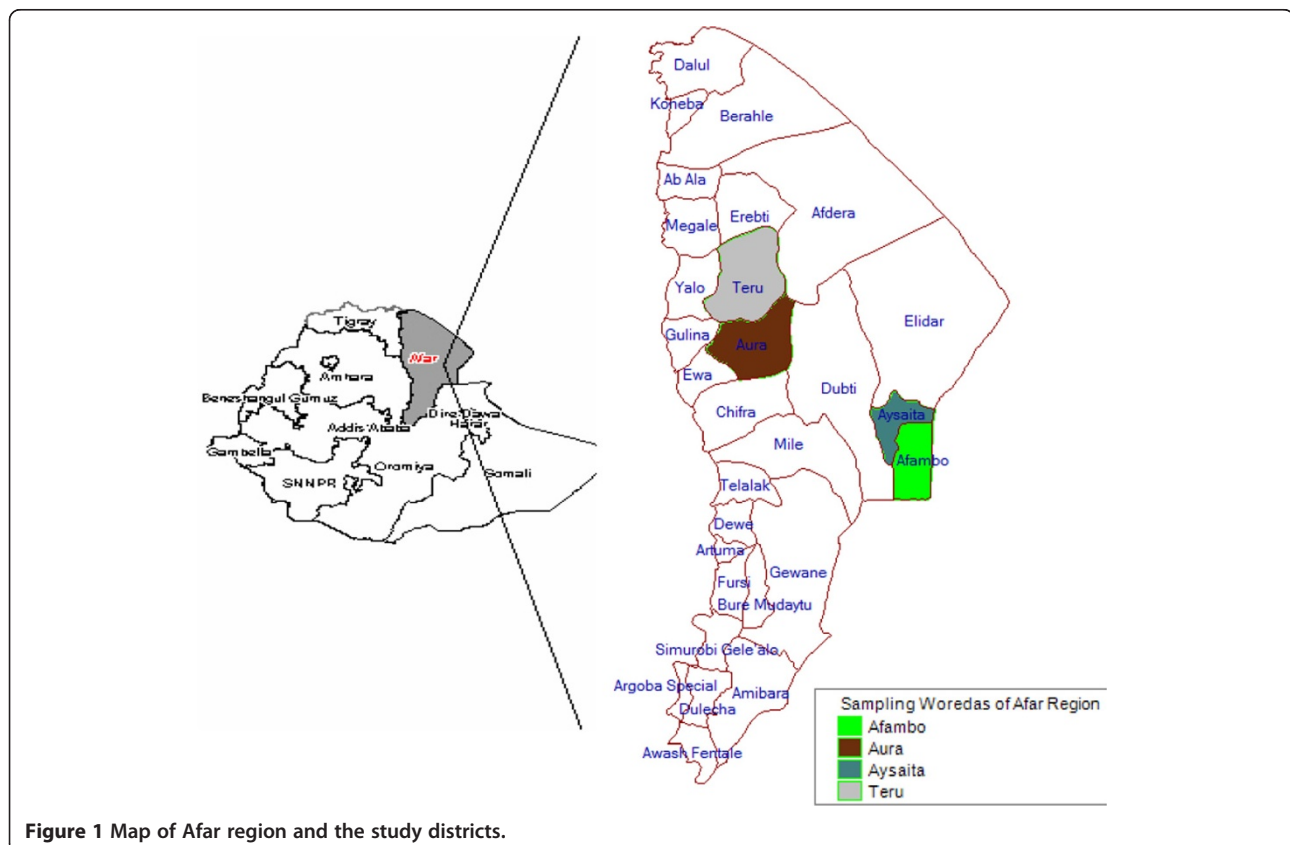 Tigray
Afar
Amhara
Beneshangul Gumuz
Dire Dawa
Harar
Addis Ababa
Gambella
Oromiya
Somali
SNNPR
Dalul
Koneba
Berahle
Ab Ala
Erebti
Afdera
Megale
Yalo
Teru
Elidar
Gulina
Aura
Ewa
Dubti
Chifra
Aysaita
Mile
Afambo
Telalak
Dewe
Artuma
Gewane
Fursi
Bure Mudaytu
Simurobi Gele'alo
Argoba Special
Amibara
Dulecha
Awash Fentale
Sampling Woredas of Afar Region
Afambo
Aura
Aysaita
Teru
Figure 1 Map of Afar region and the study districts.